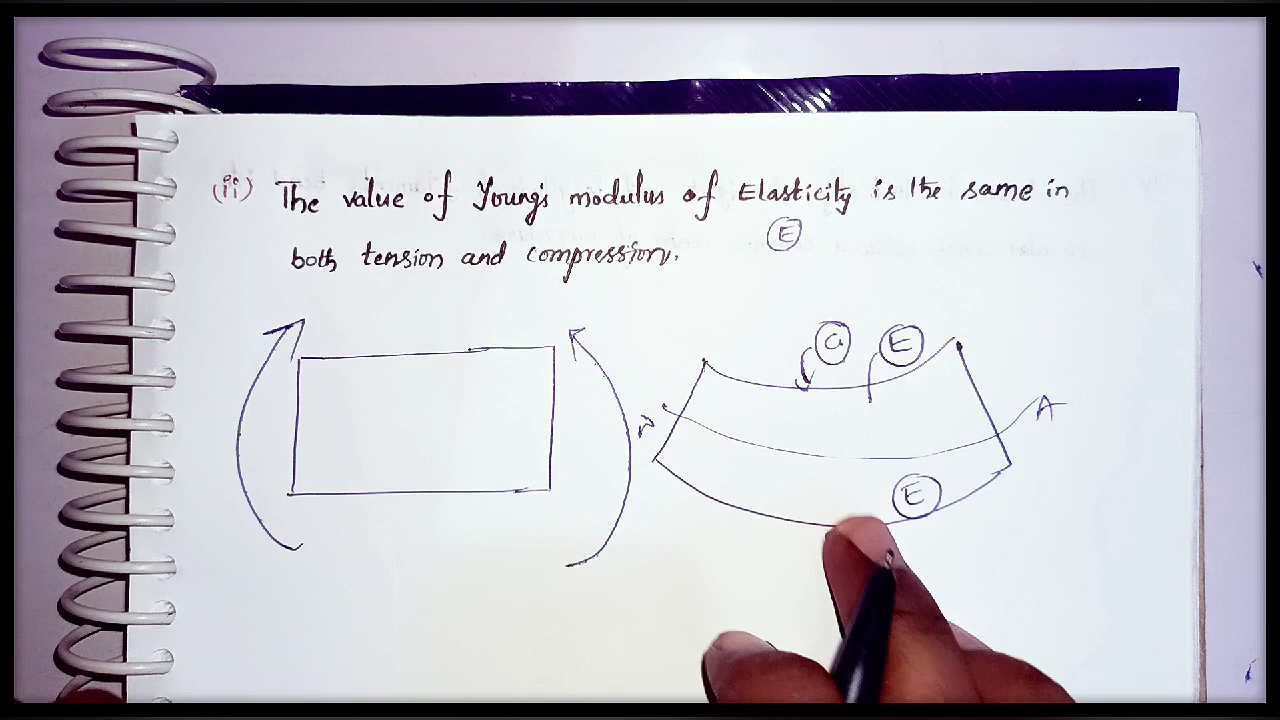 (ii) The value of Young's modulus of Elasticity is the same in
both tension and compression.
E
G E
N A
E